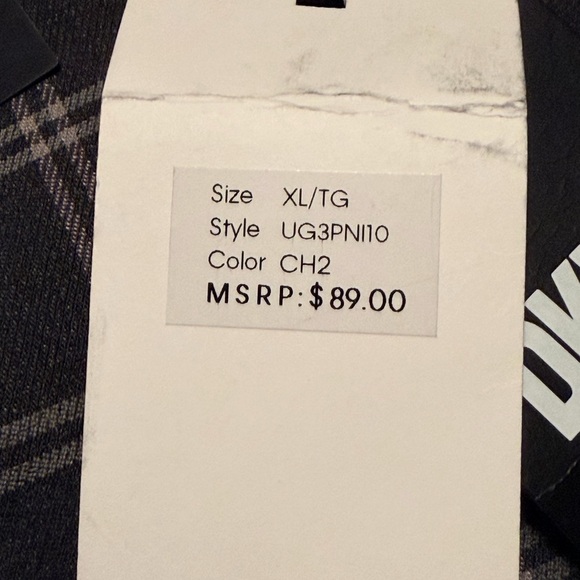 Size XL/TG
Style UG3PNI10
Color CH2
MSRP: $89.00